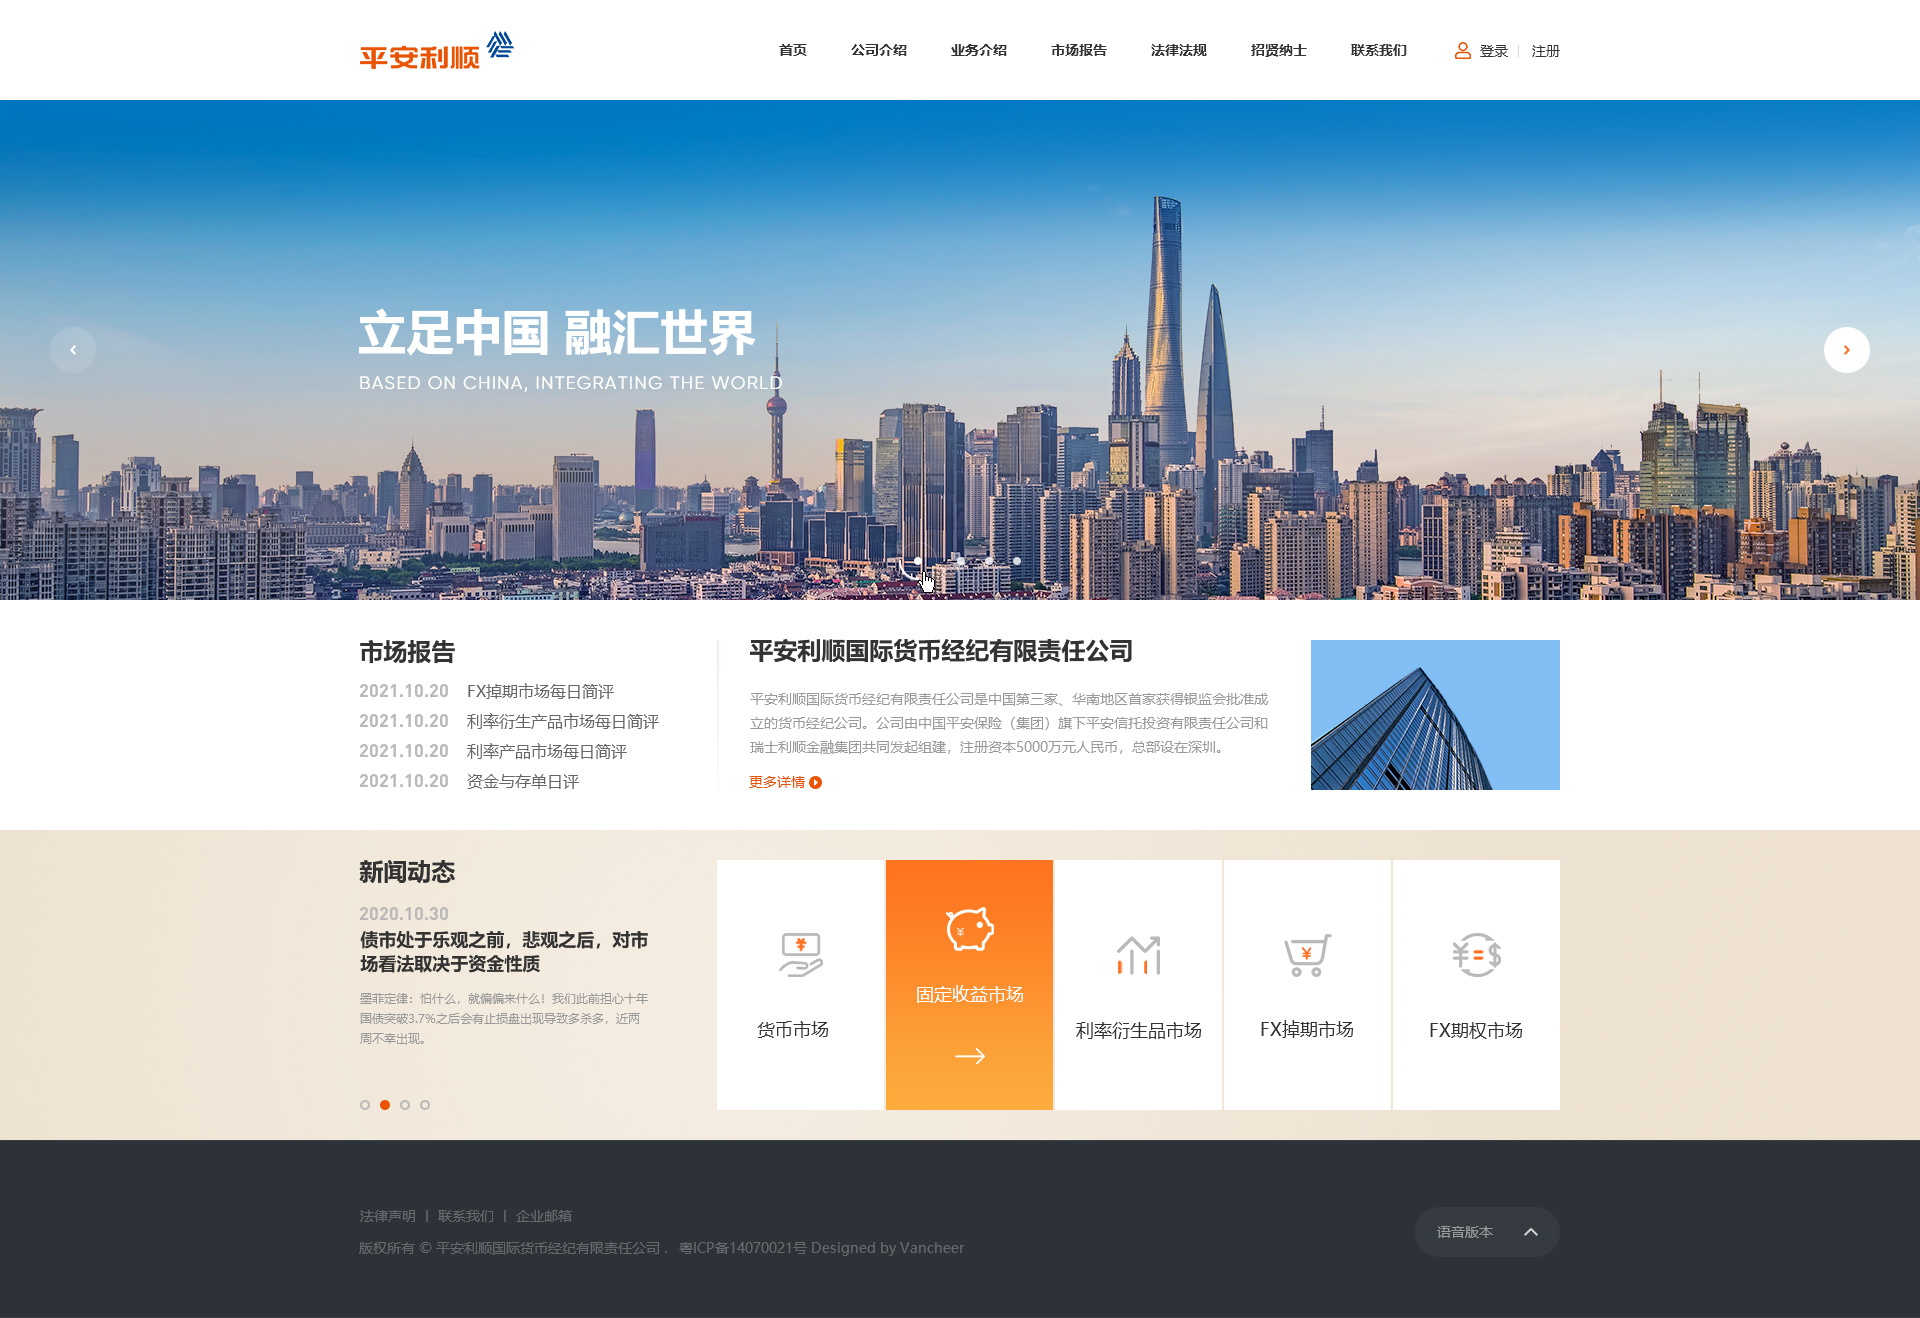 平安利顺
首页 公司介绍 业务介绍 市场报告 法律法规 招贤纳士 联系我们 登录 注册
立足中国 融汇世界
BASED ON CHINA, INTEGRATING THE WORLD
市场报告
2021.10.20 FX掉期市场每日简评
2021.10.20 利率衍生产品市场每日简评
2021.10.20 利率产品市场每日简评
2021.10.20 资金与存单日评
平安利顺国际货币经纪有限责任公司
平安利顺国际货币经纪有限责任公司是中国第三家、华南地区首家获得银监会批准成
立的货币经纪公司。公司由中国平安保险（集团）旗下平安信托投资有限责任公司和
瑞士利顺金融集团共同发起组建，注册资本5000万元人民币，总部设在深圳。
更多详情
新闻动态
2020.10.30
债市处于乐观之前，悲观之后，对市
场看法取决于资金性质
墨菲定律：怕什么，就偏偏来什么！我们此前担心十年
国债突破3.7%之后会有止损盘出现导致多杀多，近两
周不幸出现。
货币市场
固定收益市场
利率衍生品市场
FX掉期市场
FX期权市场
法律声明 | 联系我们 | 企业邮箱
版权所有 © 平安利顺国际货币经纪有限责任公司． 粤ICP备14070021号 Designed by Vancheer
语音版本